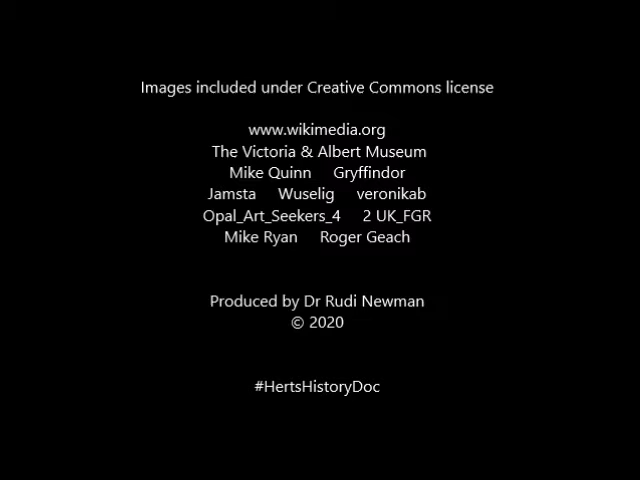 Images included under Creative Commons license
www.wikimedia.org
The Victoria & Albert Museum
Mike Quinn Gryffindor
Jamsta Wuselig veronikab
Opal_Art_Seekers_4 2 UK_FGR
Mike Ryan Roger Geach
Produced by Dr Rudi Newman
© 2020
#HertsHistoryDoc